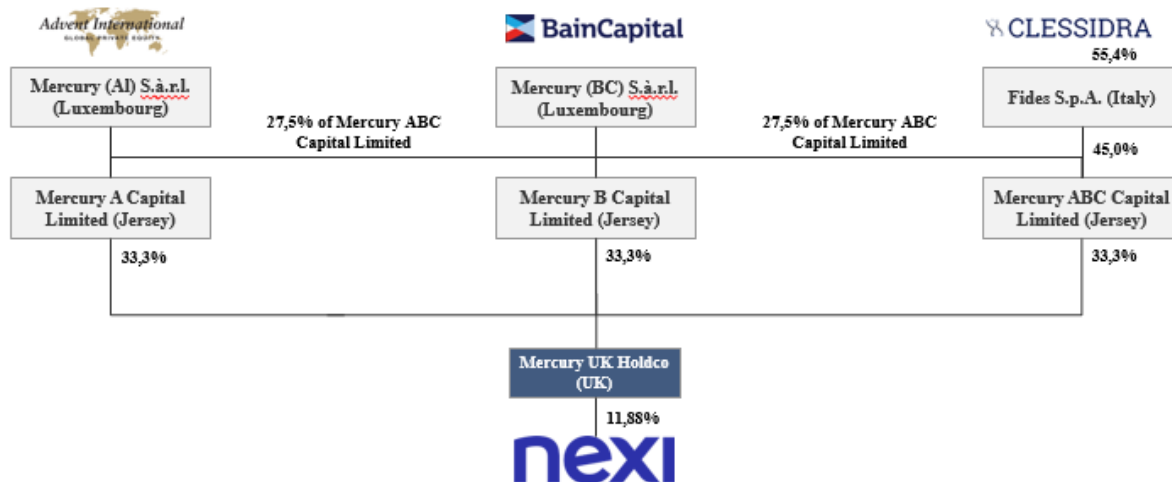 Advent International
GLOBAL PRIVATE EQUITY
BainCapital
CLESSIDRA
55,4%
Mercury (AI) S.à.r.l.
(Luxembourg)
Mercury (BC) S.à.r.l.
(Luxembourg)
Fides S.p.A. (Italy)
27,5% of Mercury ABC
Capital Limited
27,5% of Mercury ABC
Capital Limited
45,0%
Mercury A Capital
Limited (Jersey)
Mercury B Capital
Limited (Jersey)
Mercury ABC Capital
Limited (Jersey)
33,3%
33,3%
33,3%
Mercury UK Holdco
(UK)
11,88%
nexi